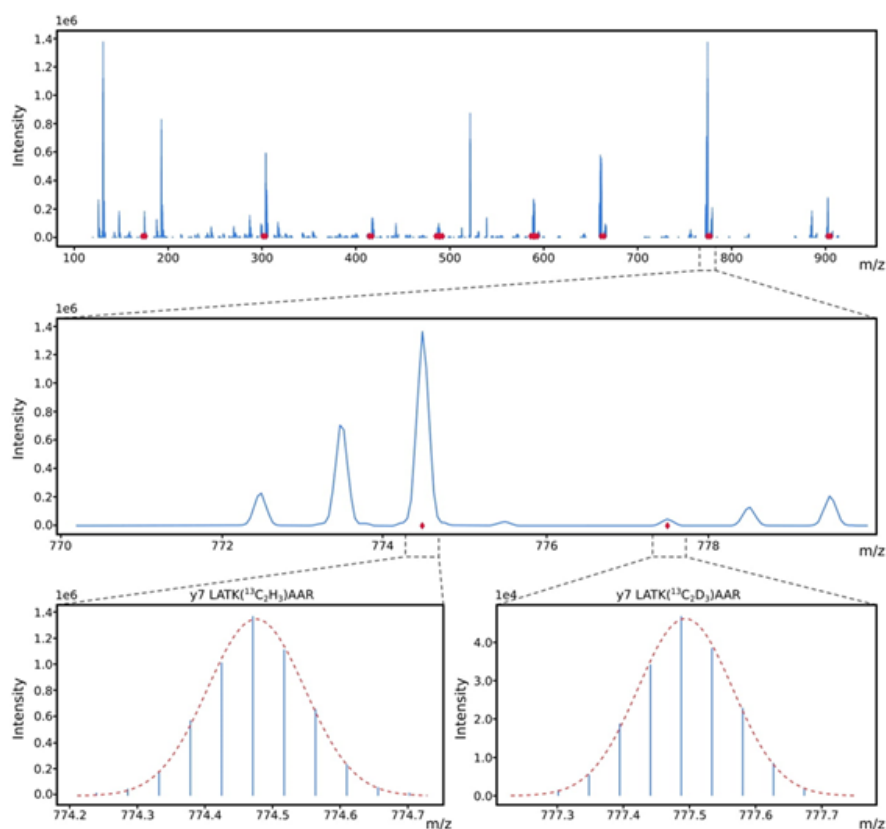 1e6
1.4
1.2
1.0
0.8
0.6
0.4
0.2
0.0
Intensity
100 200 300 400 500 600 700 800 900
m/z
1e6
1.4
1.2
1.0
0.8
0.6
0.4
0.2
0.0
Intensity
770 772 774 776 778
m/z
1e6
y7 LATK(¹³C₂H₃)AAR
1.4
1.2
1.0
0.8
0.6
0.4
0.2
0.0
Intensity
774.2 774.3 774.4 774.5 774.6 774.7
m/z
1e4
y7 LATK(¹³C₂D₃)AAR
4.0
3.0
2.0
1.0
0.0
Intensity
777.3 777.4 777.5 777.6 777.7
m/z